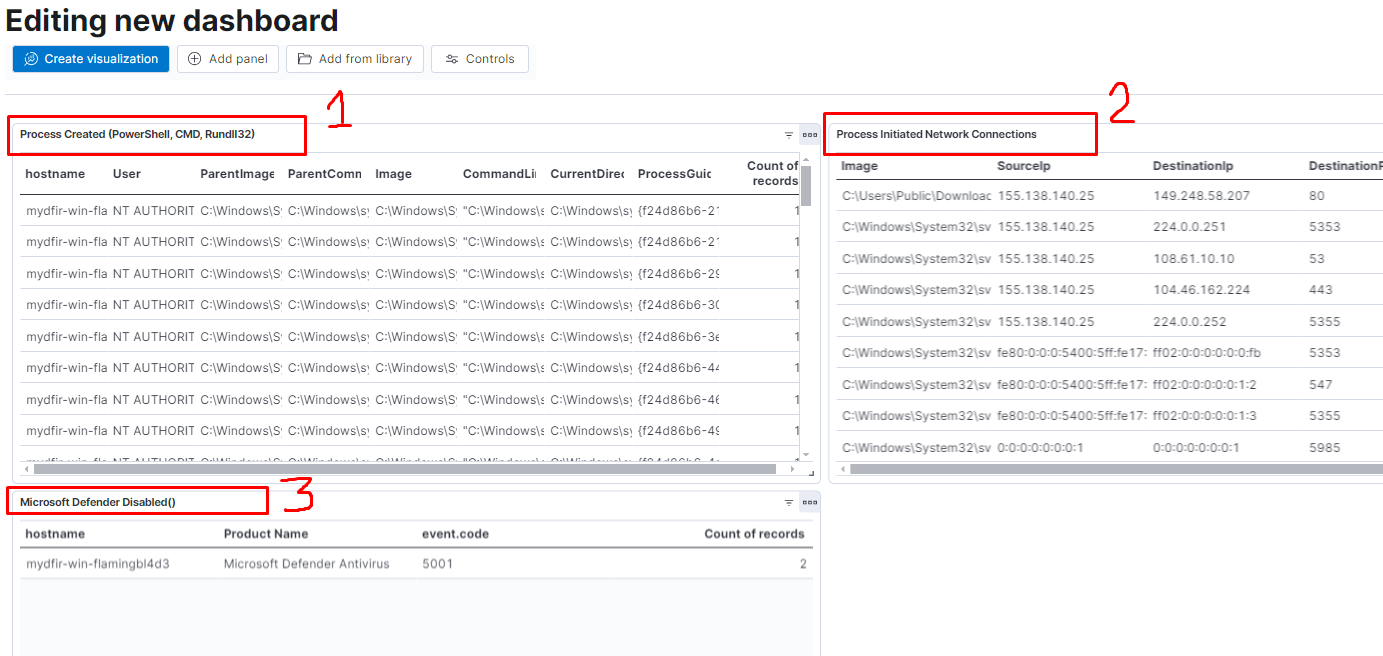 Editing new dashboard
Create visualization Add panel Add from library Controls
1
Process Created (PowerShell, CMD, Rundll32)
hostname User ParentImage ParentComm Image CommandLi CurrentDirec ProcessGuid Count of records
mydfir-win-fla NT AUTHORIT C:\Windows\S C:\Windows\sy C:\Windows\Sy "C:\Windows\s C:\Windows\sy {f24d86b6-21 1
mydfir-win-fla NT AUTHORIT C:\Windows\S C:\Windows\sy C:\Windows\Sy "C:\Windows\s C:\Windows\sy {f24d86b6-21 1
mydfir-win-fla NT AUTHORIT C:\Windows\S C:\Windows\sy C:\Windows\Sy "C:\Windows\s C:\Windows\sy {f24d86b6-29 1
mydfir-win-fla NT AUTHORIT C:\Windows\S C:\Windows\sy C:\Windows\Sy "C:\Windows\s C:\Windows\sy {f24d86b6-30 1
mydfir-win-fla NT AUTHORIT C:\Windows\S C:\Windows\sy C:\Windows\Sy "C:\Windows\s C:\Windows\sy {f24d86b6-3e 1
mydfir-win-fla NT AUTHORIT C:\Windows\S C:\Windows\sy C:\Windows\Sy "C:\Windows\s C:\Windows\sy {f24d86b6-44 1
mydfir-win-fla NT AUTHORIT C:\Windows\S C:\Windows\sy C:\Windows\Sy "C:\Windows\s C:\Windows\sy {f24d86b6-46 1
mydfir-win-fla NT AUTHORIT C:\Windows\S C:\Windows\sy C:\Windows\Sy "C:\Windows\s C:\Windows\sy {f24d86b6-49 1
2
Process Initiated Network Connections
Image SourceIp DestinationIp DestinationP
C:\Users\Public\Downloac 155.138.140.25 149.248.58.207 80
C:\Windows\System32\sv 155.138.140.25 224.0.0.251 5353
C:\Windows\System32\sv 155.138.140.25 108.61.10.10 53
C:\Windows\System32\sv 155.138.140.25 104.46.162.224 443
C:\Windows\System32\sv 155.138.140.25 224.0.0.252 5355
C:\Windows\System32\sv fe80:0:0:0:5400:5ff:fe17: ff02:0:0:0:0:0:0:fb 5353
C:\Windows\System32\sv fe80:0:0:0:5400:5ff:fe17: ff02:0:0:0:0:0:1:2 547
C:\Windows\System32\sv fe80:0:0:0:5400:5ff:fe17: ff02:0:0:0:0:0:1:3 5355
C:\Windows\System32\sv 0:0:0:0:0:0:0:1 0:0:0:0:0:0:0:1 5985
3
Microsoft Defender Disabled()
hostname Product Name event.code Count of records
mydfir-win-flamingbl4d3 Microsoft Defender Antivirus 5001 2